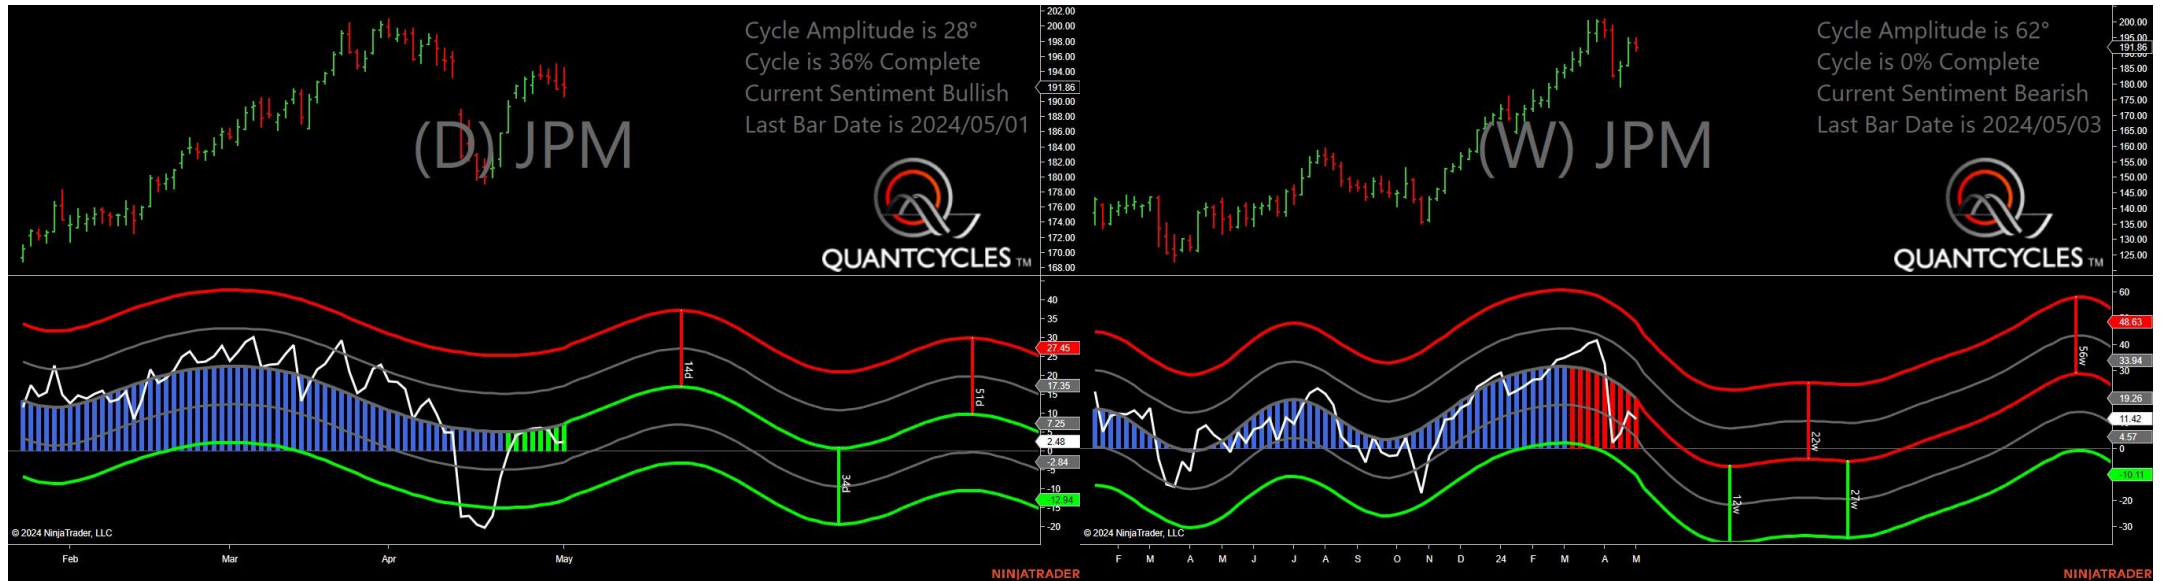 Cycle Amplitude is 28°
Cycle is 36% Complete
Current Sentiment Bullish
Last Bar Date is 2024/05/01
(D) JPM
QUANTCYCLES TM
202.00
200.00
198.00
196.00
194.00
191.86
190.00
188.00
186.00
184.00
182.00
180.00
178.00
176.00
174.00
172.00
170.00
168.00
40
35
30
27.45
25
20
17.35
15
10
7.25
5
2.48
0
-2.84
-5
-10
-12.94
-15
-20
14d
34d
51d
© 2024 NinjaTrader, LLC
Feb Mar Apr May
NINJATRADER
Cycle Amplitude is 62°
Cycle is 0% Complete
Current Sentiment Bearish
Last Bar Date is 2024/05/03
(W) JPM
QUANTCYCLES TM
200.00
195.00
191.86
185.00
180.00
175.00
170.00
165.00
160.00
155.00
150.00
145.00
140.00
135.00
130.00
125.00
60
48.63
40
33.94
30
19.26
11.42
4.57
0
-10.11
-20
-30
12w
22w
27w
56w
© 2024 NinjaTrader, LLC
F M A M J J A S O N D 24 F M A M
NINJATRADER